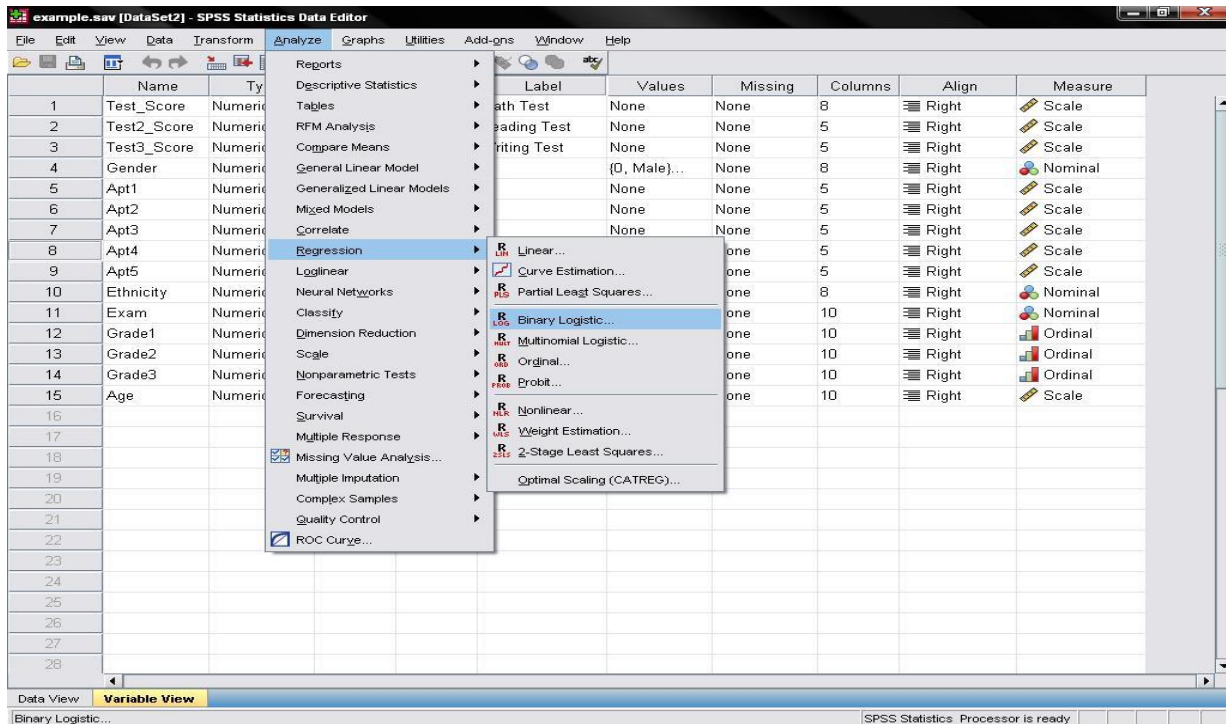 example.sav [DataSet2] - SPSS Statistics Data Editor
File Edit View Data Transform Analyze Graphs Utilities Add-ons Window Help
Name Ty Label Values Missing Columns Align Measure
1 Test_Score Numeric ath Test None None 8 Right Scale
2 Test2_Score Numeric eading Test None None 5 Right Scale
3 Test3_Score Numeric riting Test None None 5 Right Scale
4 Gender Numeric {0, Male}... None 8 Right Nominal
5 Apt1 Numeric None None 5 Right Scale
6 Apt2 Numeric None None 5 Right Scale
7 Apt3 Numeric None None 5 Right Scale
8 Apt4 Numeric one 5 Right Scale
9 Apt5 Numeric one 5 Right Scale
10 Ethnicity Numeric one 8 Right Nominal
11 Exam Numeric one 10 Right Nominal
12 Grade1 Numeric one 10 Right Ordinal
13 Grade2 Numeric one 10 Right Ordinal
14 Grade3 Numeric one 10 Right Ordinal
15 Age Numeric one 10 Right Scale
16
17
18
19
20
21
22
23
24
25
26
27
28
Reports
Descriptive Statistics
Tables
RFM Analysis
Compare Means
General Linear Model
Generalized Linear Models
Mixed Models
Correlate
Regression
Loglinear
Neural Networks
Classify
Dimension Reduction
Scale
Nonparametric Tests
Forecasting
Survival
Multiple Response
Missing Value Analysis...
Multiple Imputation
Complex Samples
Quality Control
ROC Curve...
R LIN Linear...
Curve Estimation...
R PLS Partial Least Squares...
R LOG Binary Logistic...
R MULT Multinomial Logistic...
R ORD Ordinal...
R PROB Probit...
R NLR Nonlinear...
R WLS Weight Estimation...
R 2SLS 2-Stage Least Squares...
Optimal Scaling (CATREG)...
Data View Variable View
Binary Logistic... SPSS Statistics Processor is ready